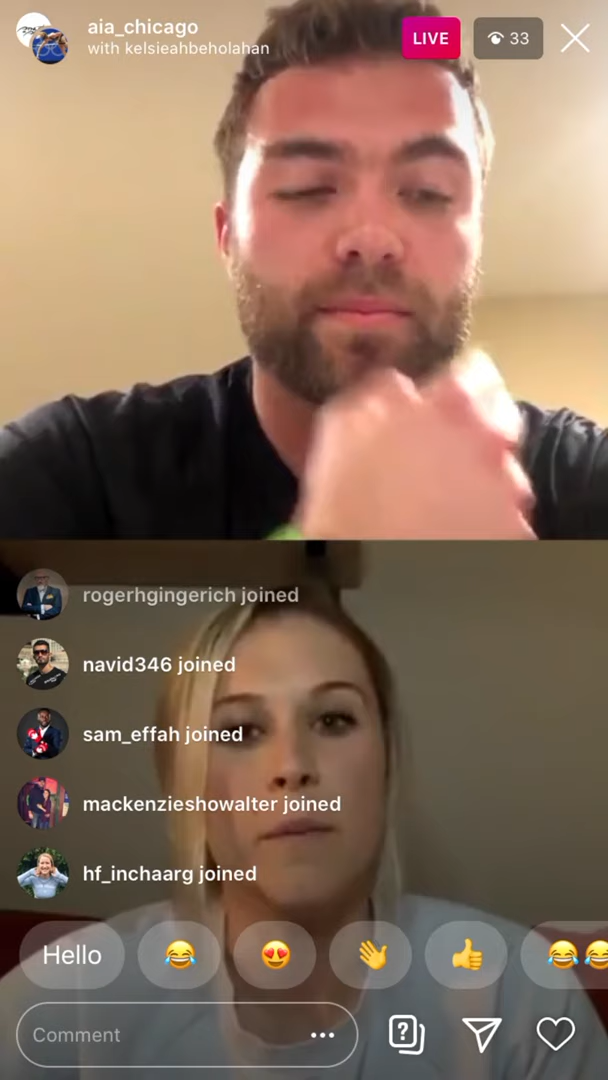 aia_chicago
with kelsieahbeholahan
LIVE
33
rogerhgingerich joined
navid346 joined
sam_effah joined
mackenzieshowalter joined
hf_inchaarg joined
Hello
Comment